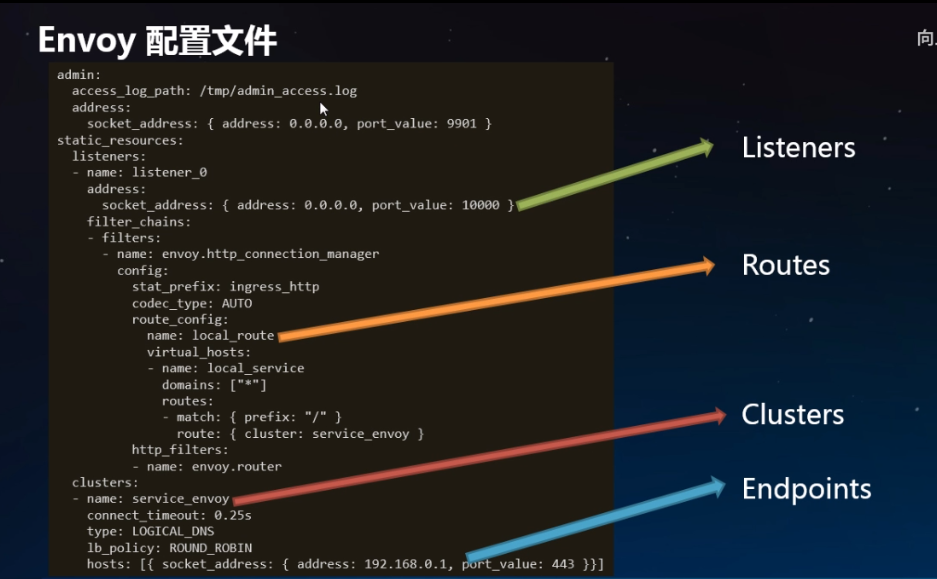 Envoy 配置文件
向
admin:
  access_log_path: /tmp/admin_access.log
  address:
    socket_address: { address: 0.0.0.0, port_value: 9901 }
static_resources:
  listeners:
  - name: listener_0
    address:
      socket_address: { address: 0.0.0.0, port_value: 10000 }
    filter_chains:
    - filters:
      - name: envoy.http_connection_manager
        config:
          stat_prefix: ingress_http
          codec_type: AUTO
          route_config:
            name: local_route
            virtual_hosts:
            - name: local_service
              domains: ["*"]
              routes:
              - match: { prefix: "/" }
                route: { cluster: service_envoy }
          http_filters:
          - name: envoy.router
  clusters:
  - name: service_envoy
    connect_timeout: 0.25s
    type: LOGICAL_DNS
    lb_policy: ROUND_ROBIN
    hosts: [{ socket_address: { address: 192.168.0.1, port_value: 443 }}]
Listeners
Routes
Clusters
Endpoints